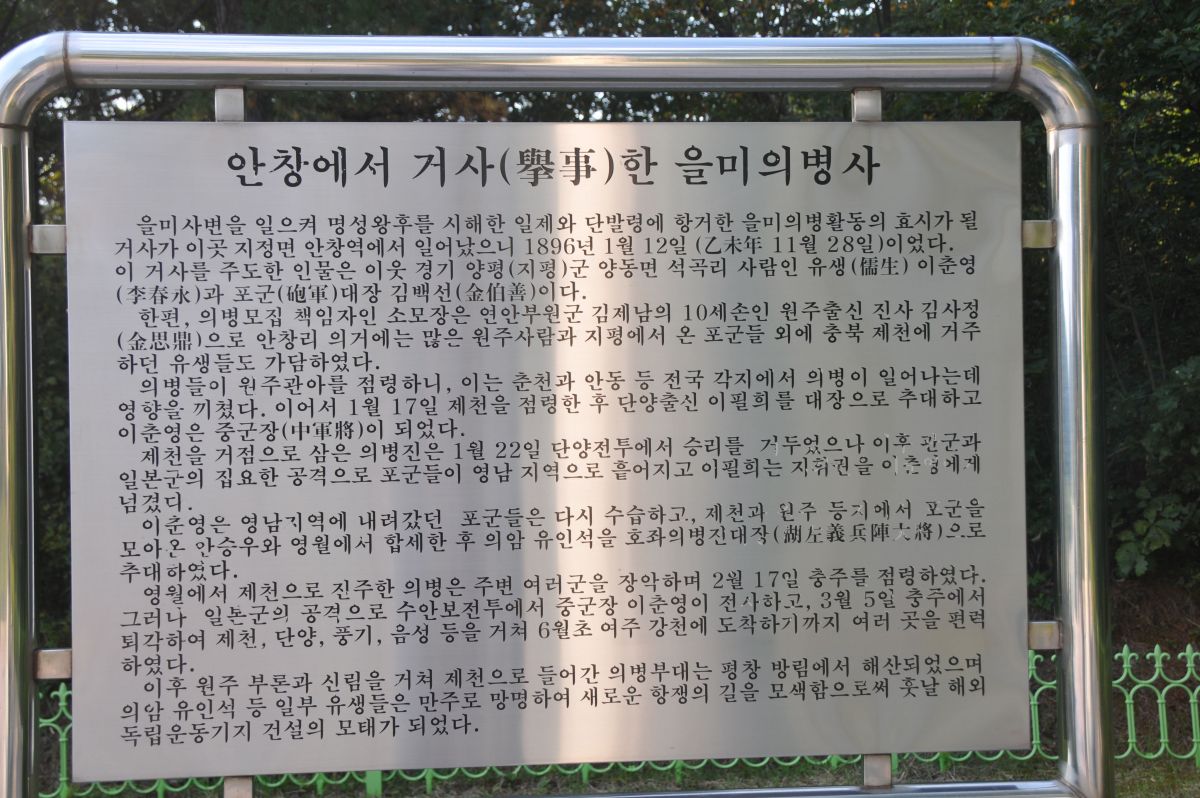 안창에서 거사(擧事)한 을미의병사
을미사변을 일으켜 명성왕후를 시해한 일제와 단발령에 항거한 을미의병활동의 효시가 될
거사가 이곳 지정면 안창역에서 일어났으니 1896년 1월 12일 (乙未年 11월 28일)이었다.
이 거사를 주도한 인물은 이웃 경기 양평(지평)군 양동면 석곡리 사람인 유생(儒生) 이춘영
(李春永)과 포군(砲軍)대장 김백선(金伯善)이다.
한편, 의병모집 책임자인 소모장은 연안부원군 김제남의 10세손인 원주출신 진사 김사정
(金思鼎)으로 안창리 의거에는 많은 원주사람과 지평에서 온 포군들 외에 충북 제천에 거주
하던 유생들도 가담하였다.
의병들이 원주관아를 점령하니, 이는 춘천과 안동 등 전국 각지에서 의병이 일어나는데
영향을 끼쳤다. 이어서 1월 17일 제천을 점령한 후 단양출신 이필희를 대장으로 추대하고
이춘영은 중군장(中軍將)이 되었다.
제천을 거점으로 삼은 의병진은 1월 22일 단양전투에서 승리를 거두었으나 이후 관군과
일본군의 집요한 공격으로 포군들이 영남 지역으로 흩어지고 이필희는 지휘권을 이춘영에게
넘겼다.
이춘영은 영남지역에 내려갔던 포군들은 다시 수습하고, 제천과 원주 등지에서 포군을
모아온 안승우와 영월에서 합세한 후 의암 유인석을 호좌의병진대장(湖左義兵陣大將)으로
추대하였다.
영월에서 제천으로 진주한 의병은 주변 여러군을 장악하며 2월 17일 충주를 점령하였다.
그러나 일본군의 공격으로 수안보전투에서 중군장 이춘영이 전사하고, 3월 5일 충주에서
퇴각하여 제천, 단양, 풍기, 음성 등을 거쳐 6월초 여주 강천에 도착하기까지 여러 곳을 편력
하였다.
이후 원주 부론과 신림을 거쳐 제천으로 들어간 의병부대는 평창 방림에서 해산되었으며
의암 유인석 등 일부 유생들은 만주로 망명하여 새로운 항쟁의 길을 모색함으로써 훗날 해외
독립운동기지 건설의 모태가 되었다.